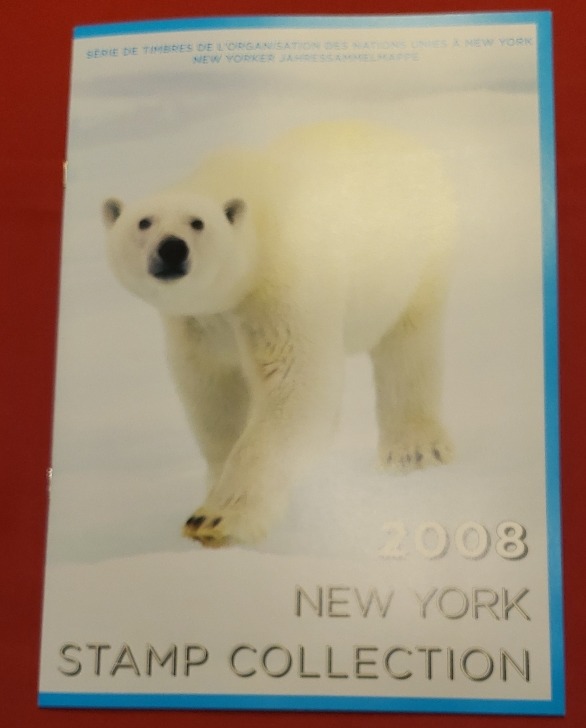 SÉRIE DE TIMBRES DE L'ORGANISATION DES NATIONS UNIES À NEW YORK
NEW YORKER JAHRESSAMMELMAPPE
2008
NEW YORK
STAMP COLLECTION